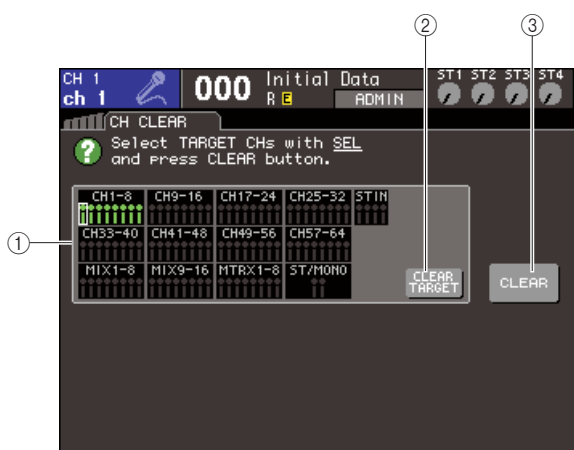 ② ③
CH 1 000 Initial Data ST1 ST2 ST3 ST4
ch 1 R E ADMIN
CH CLEAR
? Select TARGET CHs with SEL
and press CLEAR button.
①
CH1-8 CH9-16 CH17-24 CH25-32 STIN
CH33-40 CH41-48 CH49-56 CH57-64
MIX1-8 MIX9-16 MTRX1-8 ST/MONO
CLEAR
TARGET
CLEAR